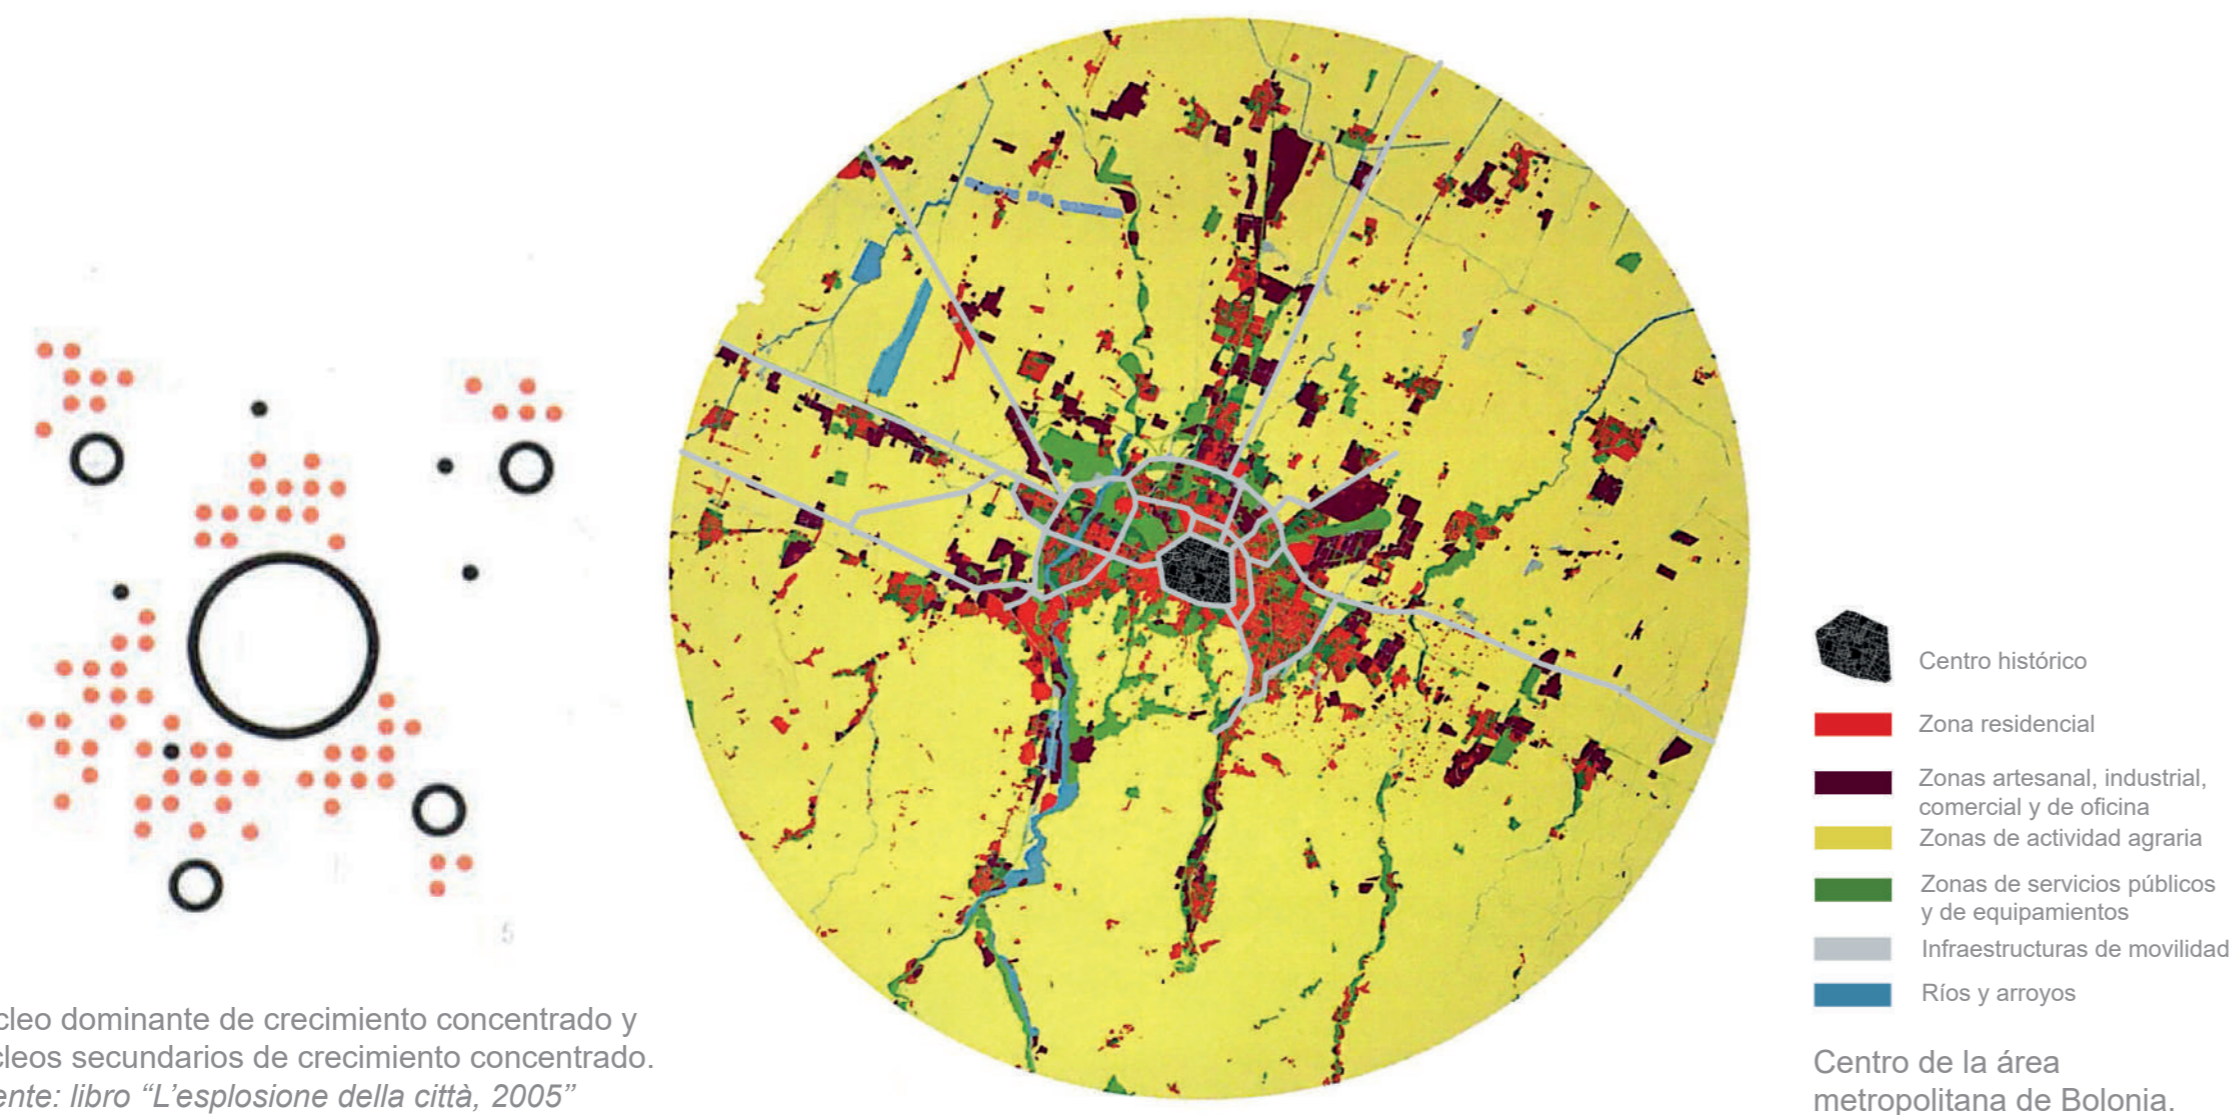 cleo dominante de crecimiento concentrado y
cleos secundarios de crecimiento concentrado.
ente: libro “L’esplosione della città, 2005”
Centro histórico
Zona residencial
Zonas artesanal, industrial,
comercial y de oficina
Zonas de actividad agraria
Zonas de servicios públicos
y de equipamientos
Infraestructuras de movilidad
Ríos y arroyos
Centro de la área
metropolitana de Bolonia.